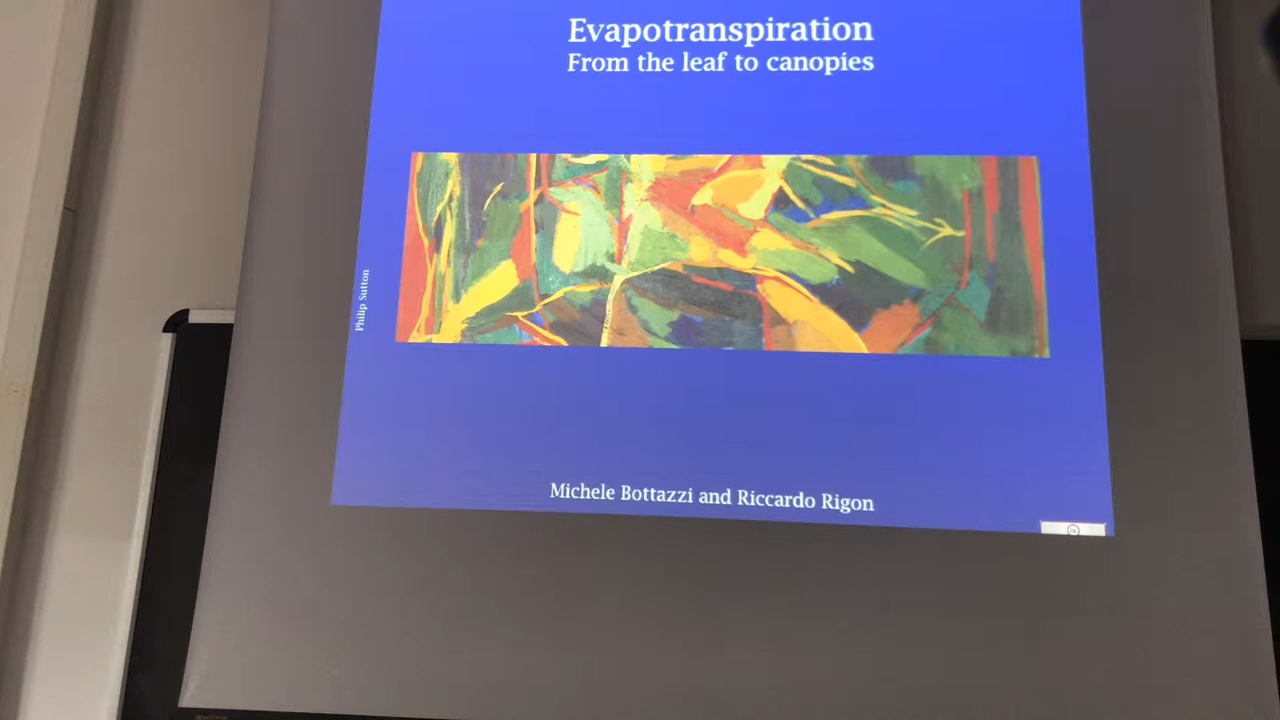 Evapotranspiration
From the leaf to canopies
Philip Sutton
Michele Bottazzi and Riccardo Rigon